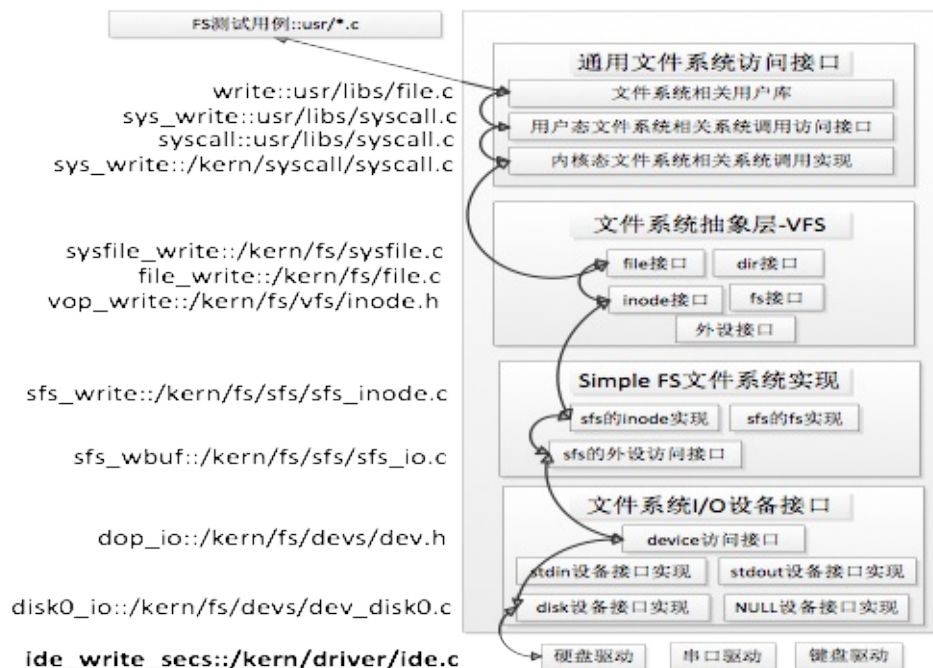 FS测试用例::usr/*.c
通用文件系统访问接口
write::usr/libs/file.c
文件系统相关用户库
sys_write::usr/libs/syscall.c
用户态文件系统相关系统调用访问接口
syscall::usr/libs/syscall.c
sys_write::/kern/syscall/syscall.c
内核态文件系统相关系统调用实现
文件系统抽象层-VFS
sysfile_write::/kern/fs/sysfile.c
file接口
dir接口
file_write::/kern/fs/file.c
vop_write::/kern/fs/vfs/inode.h
inode接口
fs接口
外设接口
Simple FS文件系统实现
sfs_write::/kern/fs/sfs/sfs_inode.c
sfs的inode实现
sfs的fs实现
sfs_wbuf::/kern/fs/sfs/sfs_io.c
sfs的外设访问接口
文件系统I/O设备接口
dop_io::/kern/fs/devs/dev.h
device访问接口
stdin设备接口实现
stdout设备接口实现
disk0_io::/kern/fs/devs/dev_disk0.c
disk设备接口实现
NULL设备接口实现
ide_write_secs::/kern/driver/ide.c
硬盘驱动
串口驱动
键盘驱动